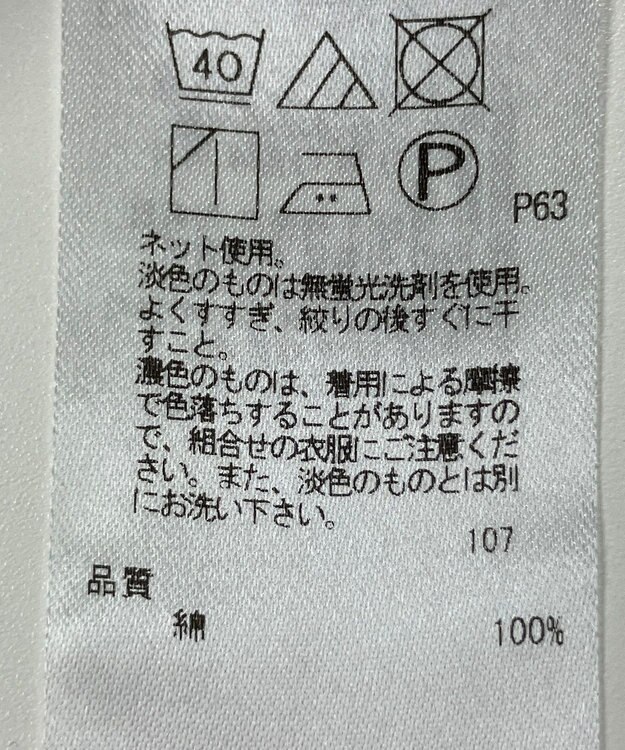 40
P
P63
ネット使用。
淡色のものは無蛍光洗剤を使用。
よくすすぎ、絞りの後すぐに干
すこと。
濃色のものは、着用による摩擦
で色落ちすることがありますの
で、組合せの衣服にご注意くだ
さい。また、淡色のものとは別
にお洗い下さい。
107
品質
綿 100%